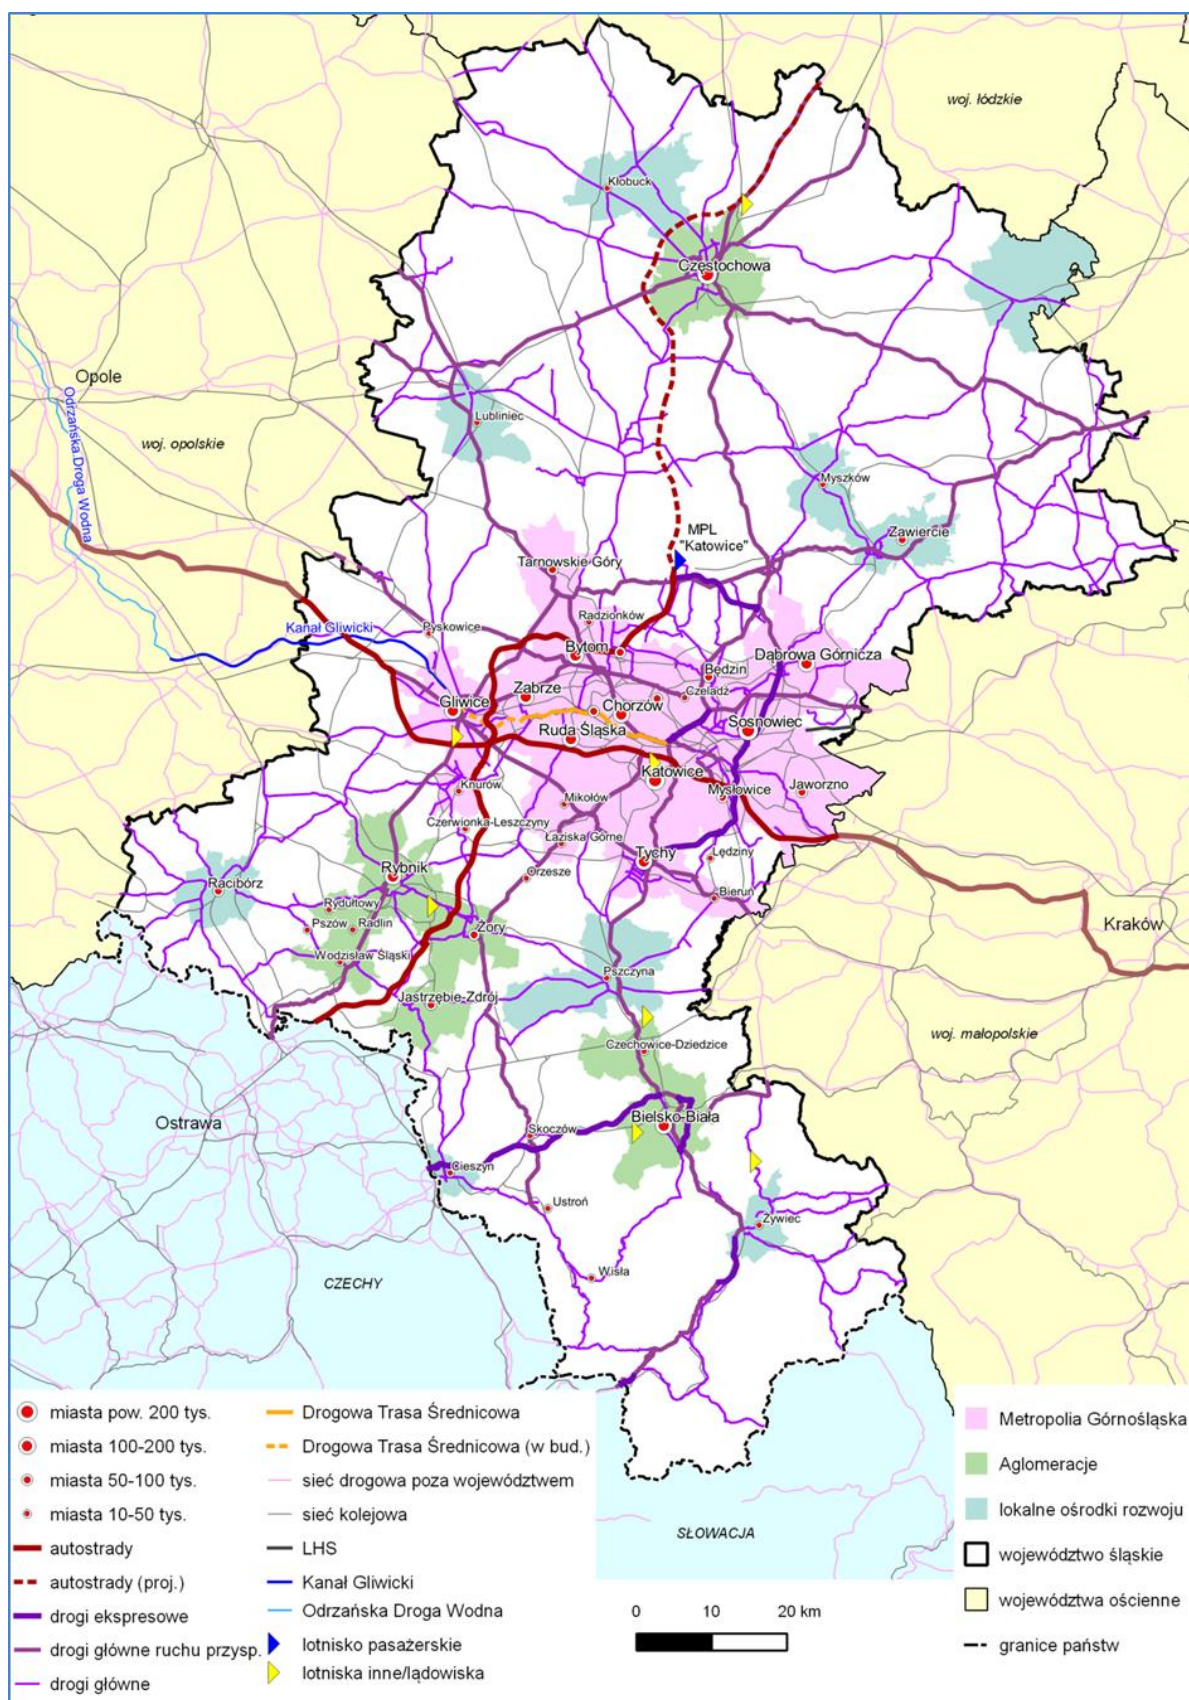 woj. łódzkie
Kłobuck
Częstochowa
Opole
Odrzańska Droga Wodna
woj. opolskie
Lubliniec
Myszków
Zawiercie
MPL
"Katowice"
Tarnowskie Góry
Radzionków
Pyskowice
Kanał Gliwicki
Bytom
Dąbrowa Górnicza
Będzin
Czeladź
Zabrze
Gliwice
Chorzów
Sosnowiec
Ruda Śląska
Katowice
Knurów
Mysłowice
Jaworzno
Mikołów
Czerwionka-Leszczyny
Łaziska Górne
Tychy
Lędziny
Rybnik
Orzesze
Racibórz
Bieruń
Rydułtowy
Pszów
Radlin
Żory
Kraków
Wodzisław Śląski
Pszczyna
Jastrzębie-Zdrój
woj. małopolskie
Czechowice-Dziedzice
Ostrawa
Bielsko-Biała
Skoczów
Cieszyn
Ustroń
Żywiec
Wisła
CZECHY
SŁOWACJA
miasta pow. 200 tys.
miasta 100-200 tys.
miasta 50-100 tys.
miasta 10-50 tys.
autostrady
autostrady (proj.)
drogi ekspresowe
drogi główne ruchu przysp.
drogi główne
Drogowa Trasa Średnicowa
Drogowa Trasa Średnicowa (w bud.)
sieć drogowa poza województwem
sieć kolejowa
LHS
Kanał Gliwicki
Odrzańska Droga Wodna
lotnisko pasażerskie
lotniska inne/lądowiska
0 10 20 km
Metropolia Górnośląska
Aglomeracje
lokalne ośrodki rozwoju
województwo śląskie
województwa ościenne
granice państw